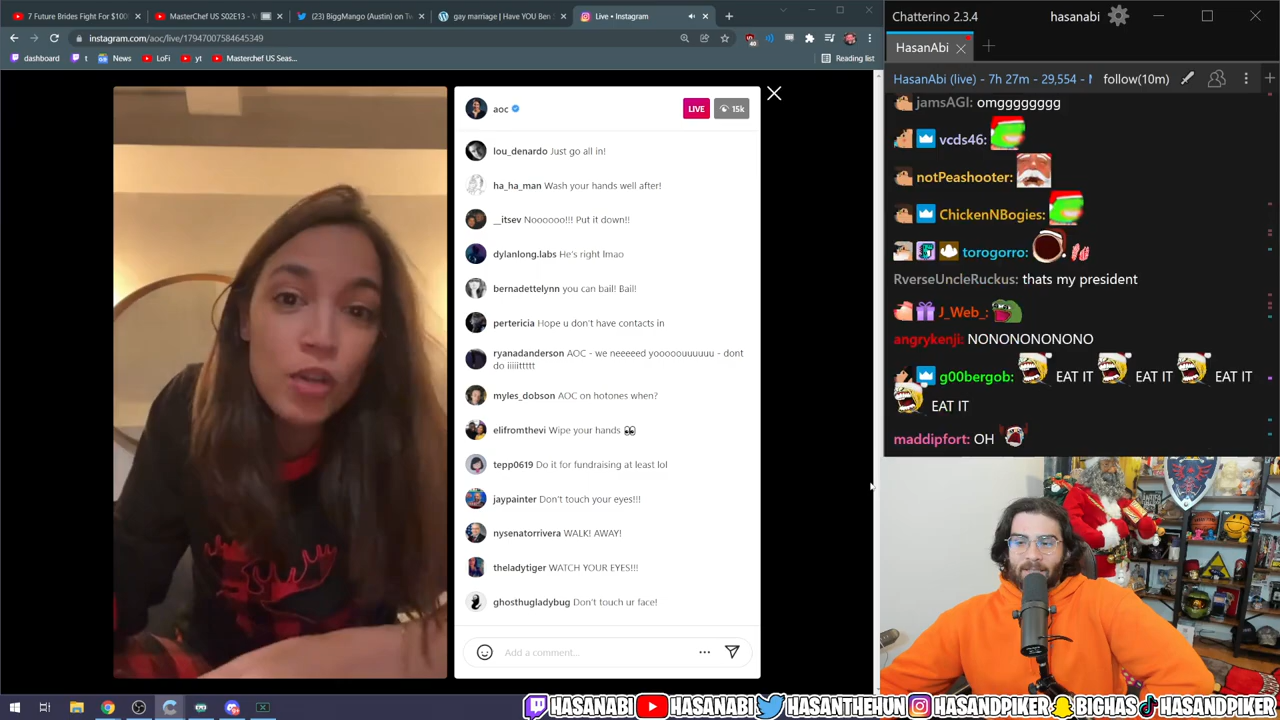 7 Future Brides Fight For $100
MasterChef US S02E13 - Y
(23) BiggMango (Austin) on Tw
gay marriage | Have YOU Ben S
Live • Instagram
instagram.com/aoc/live/17947007584645349
dashboard
t
News
LoFi
yt
Masterchef US Seas...
Reading list
aoc
LIVE
15k
lou_denardo Just go all in!
ha_ha_man Wash your hands well after!
__itsev Noooooo!!! Put it down!!
dylanlong.labs He's right lmao
bernadettelynn you can bail! Bail!
pertericia Hope u don't have contacts in
ryanadanderson AOC - we neeeeed yooooouuuuuu - dont
do iiiiittttt
myles_dobson AOC on hotones when?
elifromthevi Wipe your hands 👀
tepp0619 Do it for fundraising at least lol
jaypainter Don't touch your eyes!!!
nysenatorrivera WALK! AWAY!
theladytiger WATCH YOUR EYES!!!
ghosthugladybug Don't touch ur face!
Add a comment...
Chatterino 2.3.4
hasanabi
HasanAbi
HasanAbi (live) - 7h 27m - 29,554 -
follow(10m)
jamsAGI: omgggggggg
vcds46:
notPeashooter:
ChickenNBogies:
torogorro:
RverseUncleRuckus: thats my president
J_Web_:
angrykenji: NONONONONONO
g00bergob: EAT IT EAT IT EAT IT
EAT IT
maddipfort: OH
HASANABI HASANABI HASANTHEHUN HASANDPIKER BIGHAS HASANDPIKER